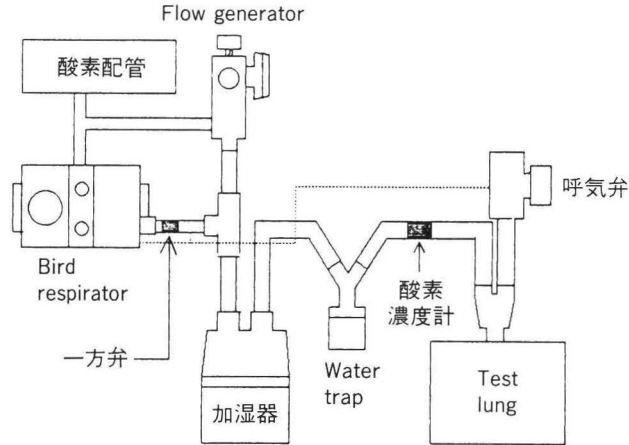 Flow generator
酸素配管
呼気弁
Bird
respirator
酸素
濃度計
一方弁
Water
trap
Test
lung
加湿器